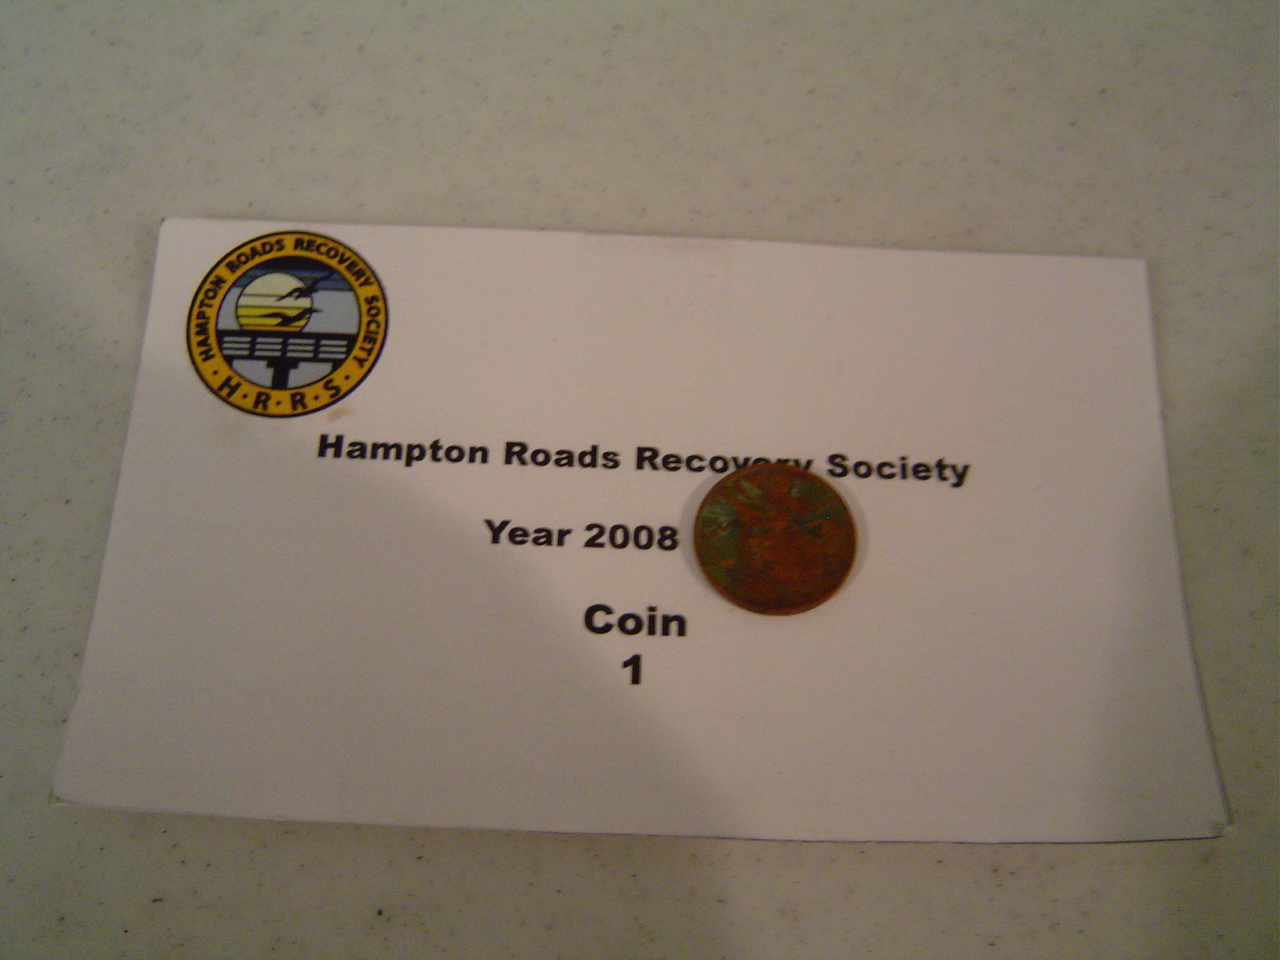 HAMPTON ROADS RECOVERY SOCIETY
· H · R · R · S ·
Hampton Roads Recovery Society
Year 2008
Coin
1